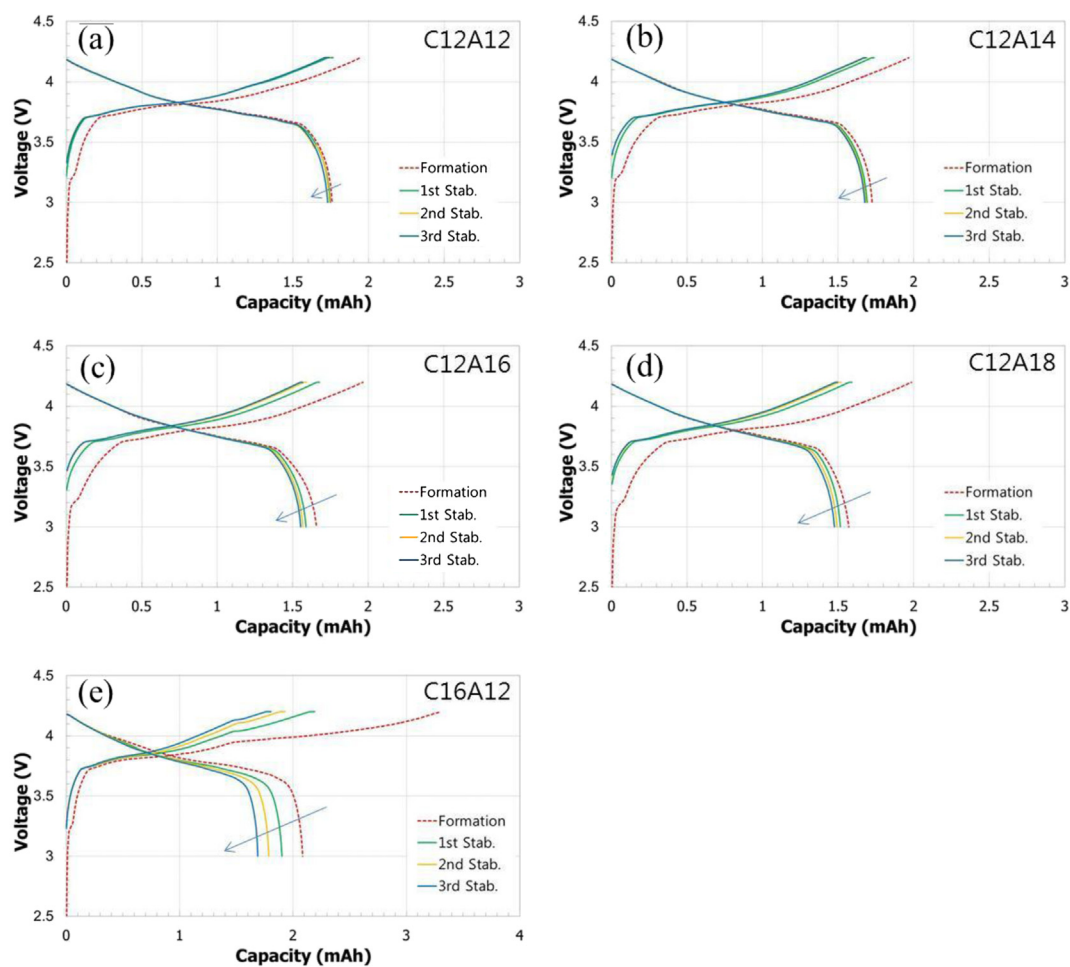 (a)
C12A12
4.5
4
3.5
3
2.5
Voltage (V)
Formation
1st Stab.
2nd Stab.
3rd Stab.
0 0.5 1 1.5 2 2.5 3
Capacity (mAh)
(b)
C12A14
4.5
4
3.5
3
2.5
Voltage (V)
Formation
1st Stab.
2nd Stab.
3rd Stab.
0 0.5 1 1.5 2 2.5 3
Capacity (mAh)
(c)
C12A16
4.5
4
3.5
3
2.5
Voltage (V)
Formation
1st Stab.
2nd Stab.
3rd Stab.
0 0.5 1 1.5 2 2.5 3
Capacity (mAh)
(d)
C12A18
4.5
4
3.5
3
2.5
Voltage (V)
Formation
1st Stab.
2nd Stab.
3rd Stab.
0 0.5 1 1.5 2 2.5 3
Capacity (mAh)
(e)
C16A12
4.5
4
3.5
3
2.5
Voltage (V)
Formation
1st Stab.
2nd Stab.
3rd Stab.
0 1 2 3 4
Capacity (mAh)